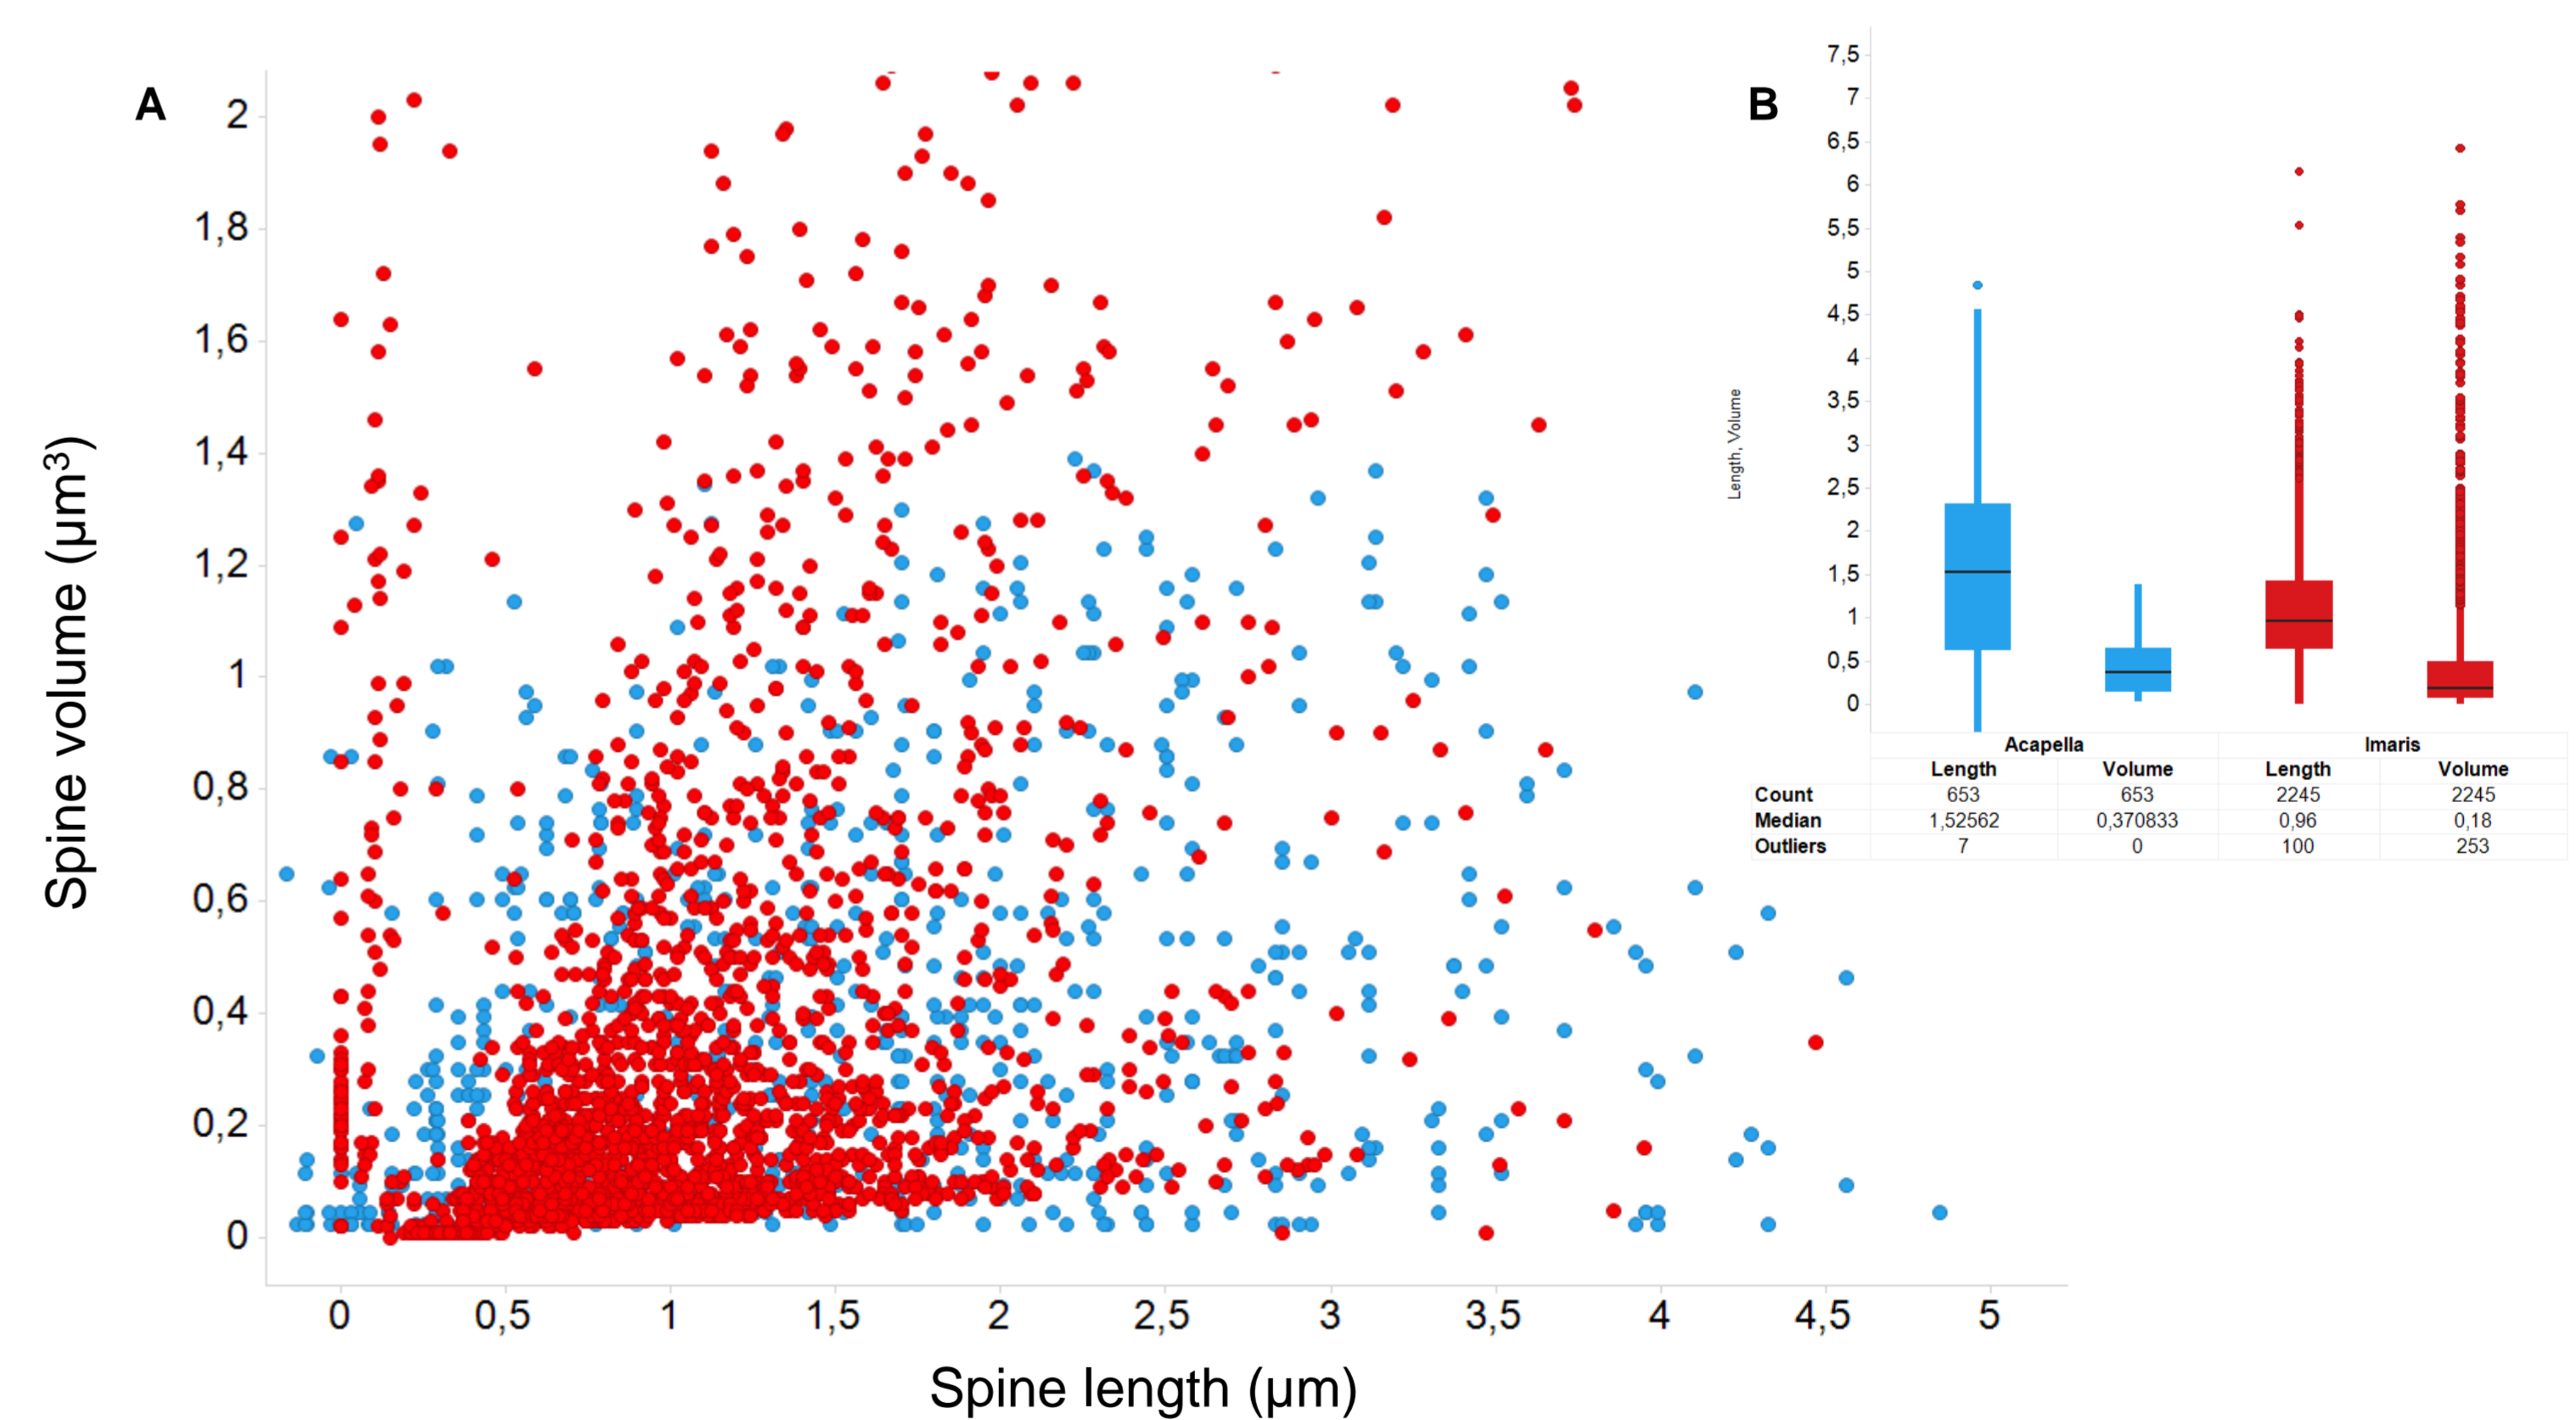 A
2
1,8
1,6
1,4
1,2
1
0,8
0,6
0,4
0,2
0
Spine volume (µm³)
0 0,5 1 1,5 2 2,5 3 3,5 4 4,5 5
Spine length (µm)
B
7,5
7
6,5
6
5,5
5
4,5
4
3,5
3
2,5
2
1,5
1
0,5
0
Length, Volume
Acapella Imaris
Length Volume Length Volume
Count 653 653 2245 2245
Median 1,52562 0,370833 0,96 0,18
Outliers 7 0 100 253